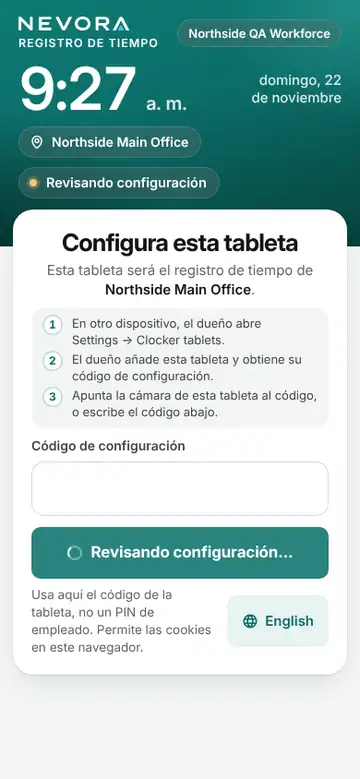 NEVORA
REGISTRO DE TIEMPO
Northside QA Workforce
9:27 a. m.
domingo, 22
de noviembre
Northside Main Office
Revisando configuración
Configura esta tableta
Esta tableta será el registro de tiempo de
Northside Main Office.
1 En otro dispositivo, el dueño abre
Settings → Clocker tablets.
2 El dueño añade esta tableta y obtiene su
código de configuración.
3 Apunta la cámara de esta tableta al código,
o escribe el código abajo.
Código de configuración
Revisando configuración…
Usa aquí el código de la
tableta, no un PIN de
empleado. Permite las cookies
en este navegador.
English